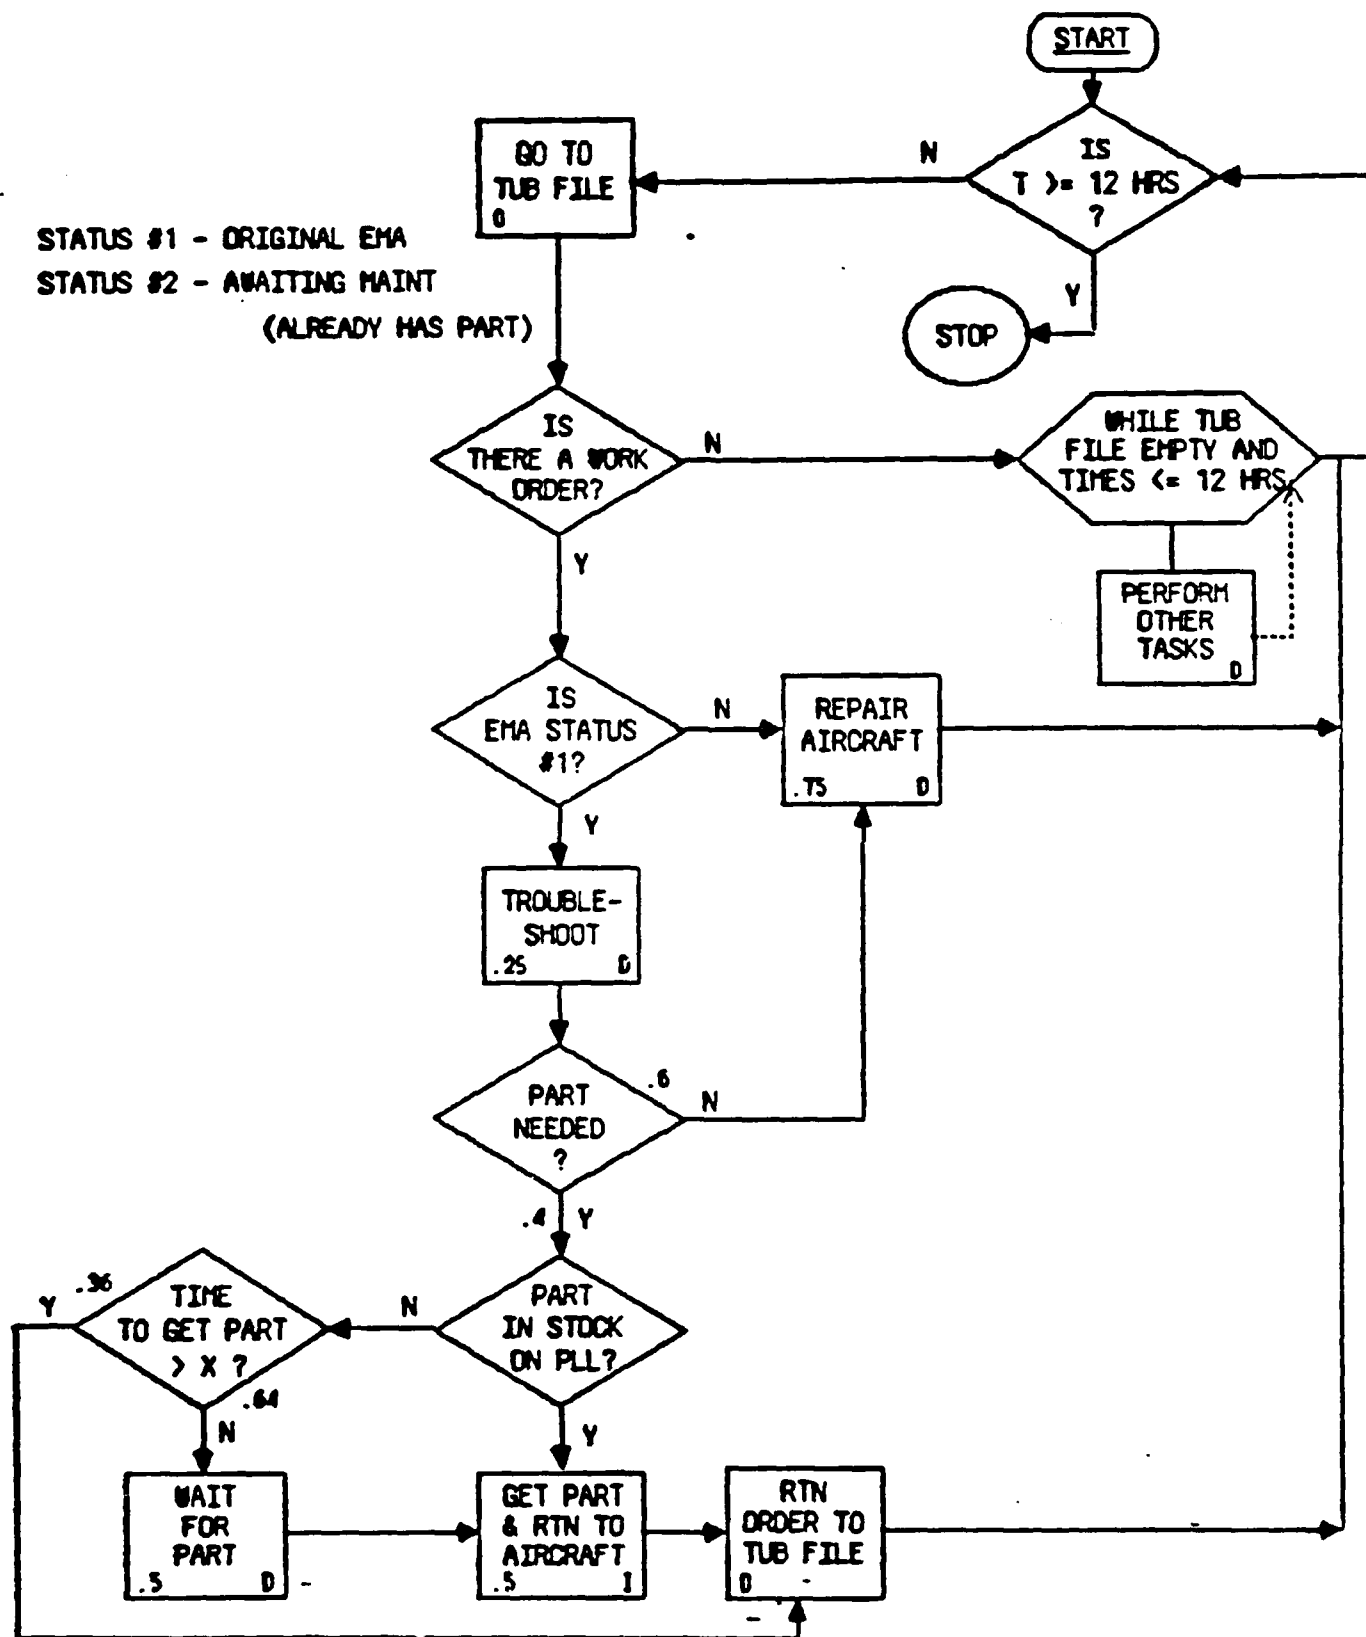 START
IS
T >= 12 HRS
?
N
Y
STOP
GO TO
TUB FILE
0
STATUS #1 - ORIGINAL EMA
STATUS #2 - AWAITING MAINT
(ALREADY HAS PART)
IS
THERE A WORK
ORDER?
N
Y
WHILE TUB
FILE EMPTY AND
TIMES <= 12 HRS
PERFORM
OTHER
TASKS
D
IS
EMA STATUS
#1?
N
Y
REPAIR
AIRCRAFT
.75 D
TROUBLE-
SHOOT
.25 D
PART
NEEDED
?
.6
N
.4 Y
PART
IN STOCK
ON PLL?
N
Y
.36
Y
TIME
TO GET PART
> X ?
.64
N
WAIT
FOR
PART
.5 D
GET PART
& RTN TO
AIRCRAFT
.5 I
RTN
ORDER TO
TUB FILE
0